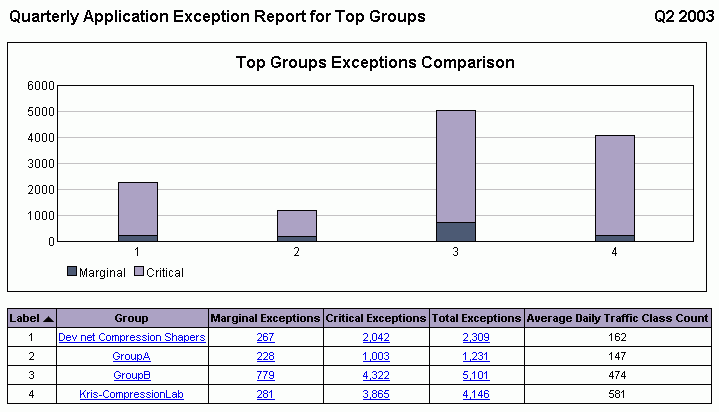 Quarterly Application Exception Report for Top Groups Q2 2003
Top Groups Exceptions Comparison
6000
5000
4000
3000
2000
1000
0
1 2 3 4
Marginal Critical
Label Group Marginal Exceptions Critical Exceptions Total Exceptions Average Daily Traffic Class Count
1 Dev net Compression Shapers 267 2,042 2,309 162
2 GroupA 228 1,003 1,231 147
3 GroupB 779 4,322 5,101 474
4 Kris-CompressionLab 281 3,865 4,146 581